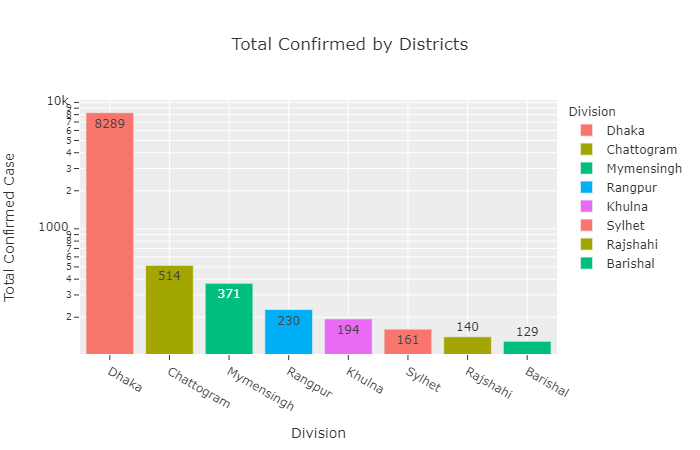 Total Confirmed by Districts
Total Confirmed Case
10k
9
8
7
6
5
4
3
2
1000
9
8
7
6
5
4
3
2
8289
514
371
230
194
161
140
129
Dhaka
Chattogram
Mymensingh
Rangpur
Khulna
Sylhet
Rajshahi
Barishal
Division
Division
Dhaka
Chattogram
Mymensingh
Rangpur
Khulna
Sylhet
Rajshahi
Barishal